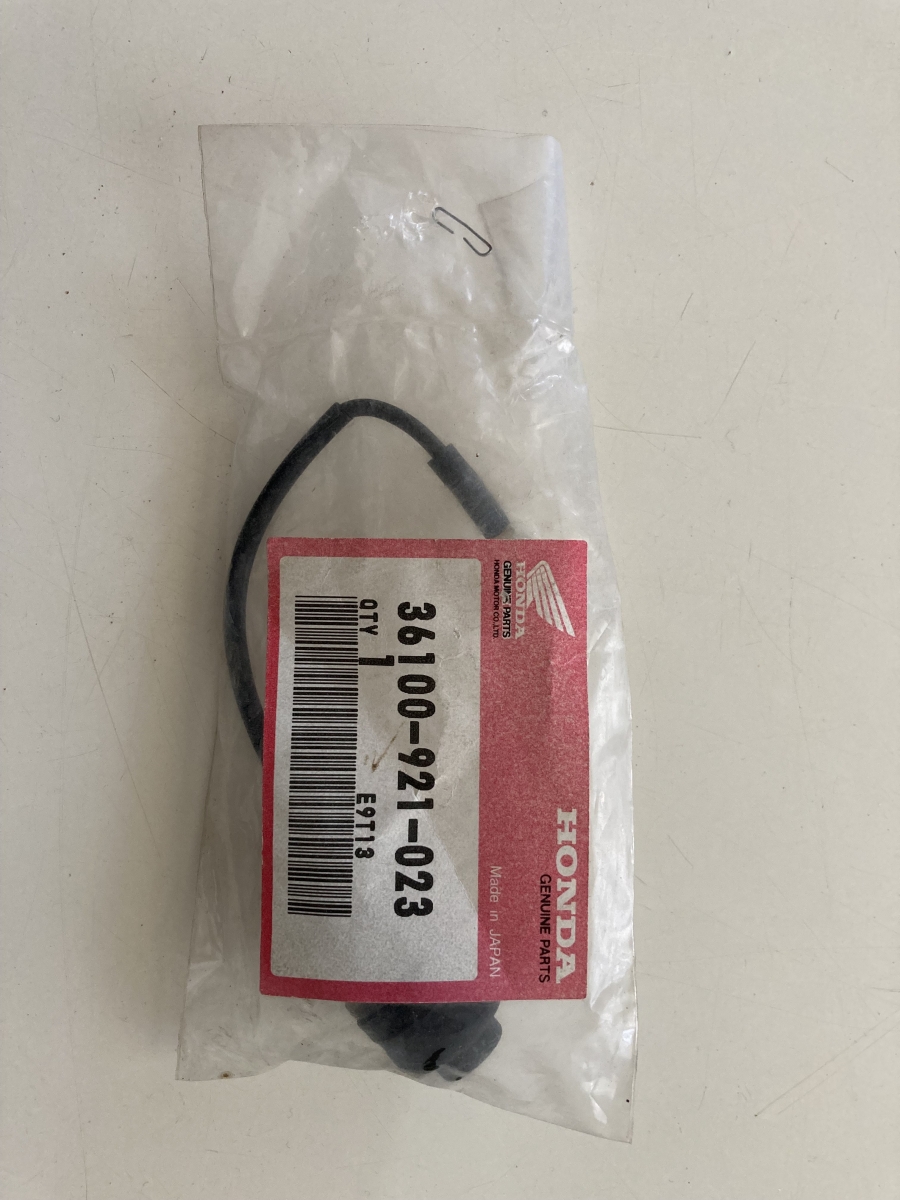 HONDA
GENUINE PARTS
HONDA GENUINE PARTS
HONDA MOTOR CO.,LTD
Made in JAPAN
36100-921-023
QTY 1
E9T13